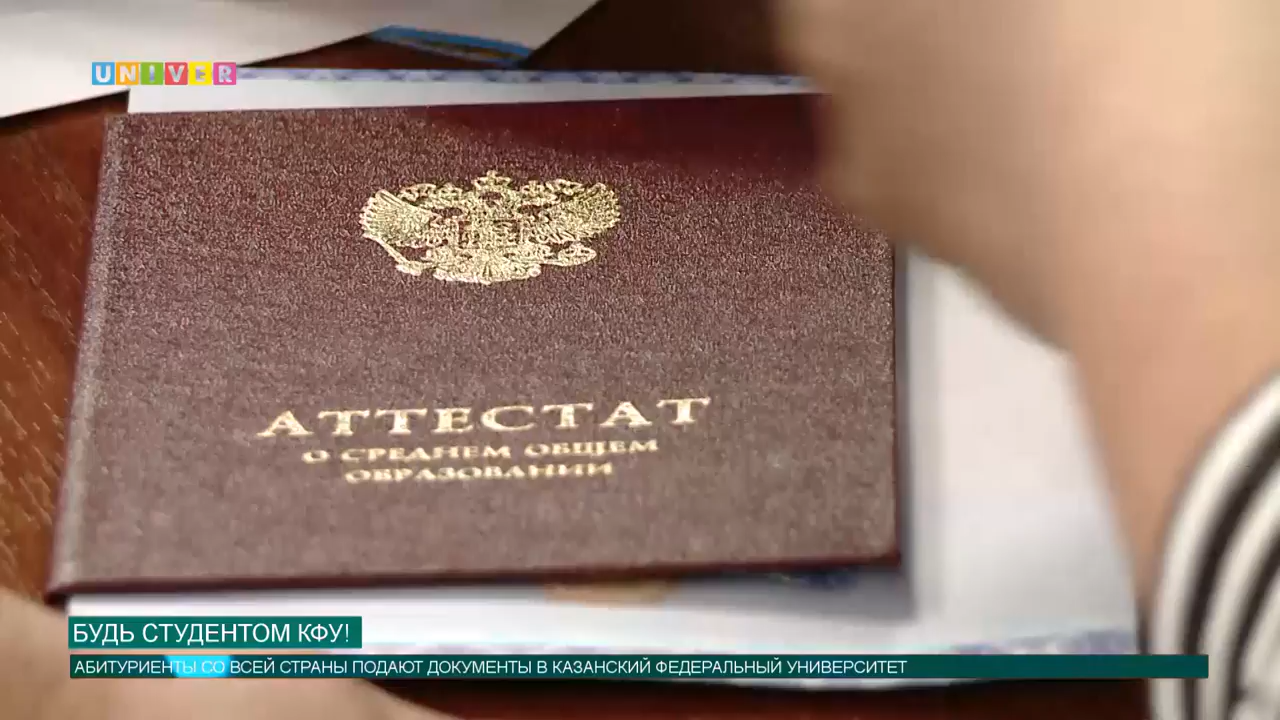 UNIVER
АТТЕСТАТ
О СРЕДНЕМ ОБЩЕМ
ОБРАЗОВАНИИ
БУДЬ СТУДЕНТОМ КФУ!
АБИТУРИЕНТЫ СО ВСЕЙ СТРАНЫ ПОДАЮТ ДОКУМЕНТЫ В КАЗАНСКИЙ ФЕДЕРАЛЬНЫЙ УНИВЕРСИТЕТ